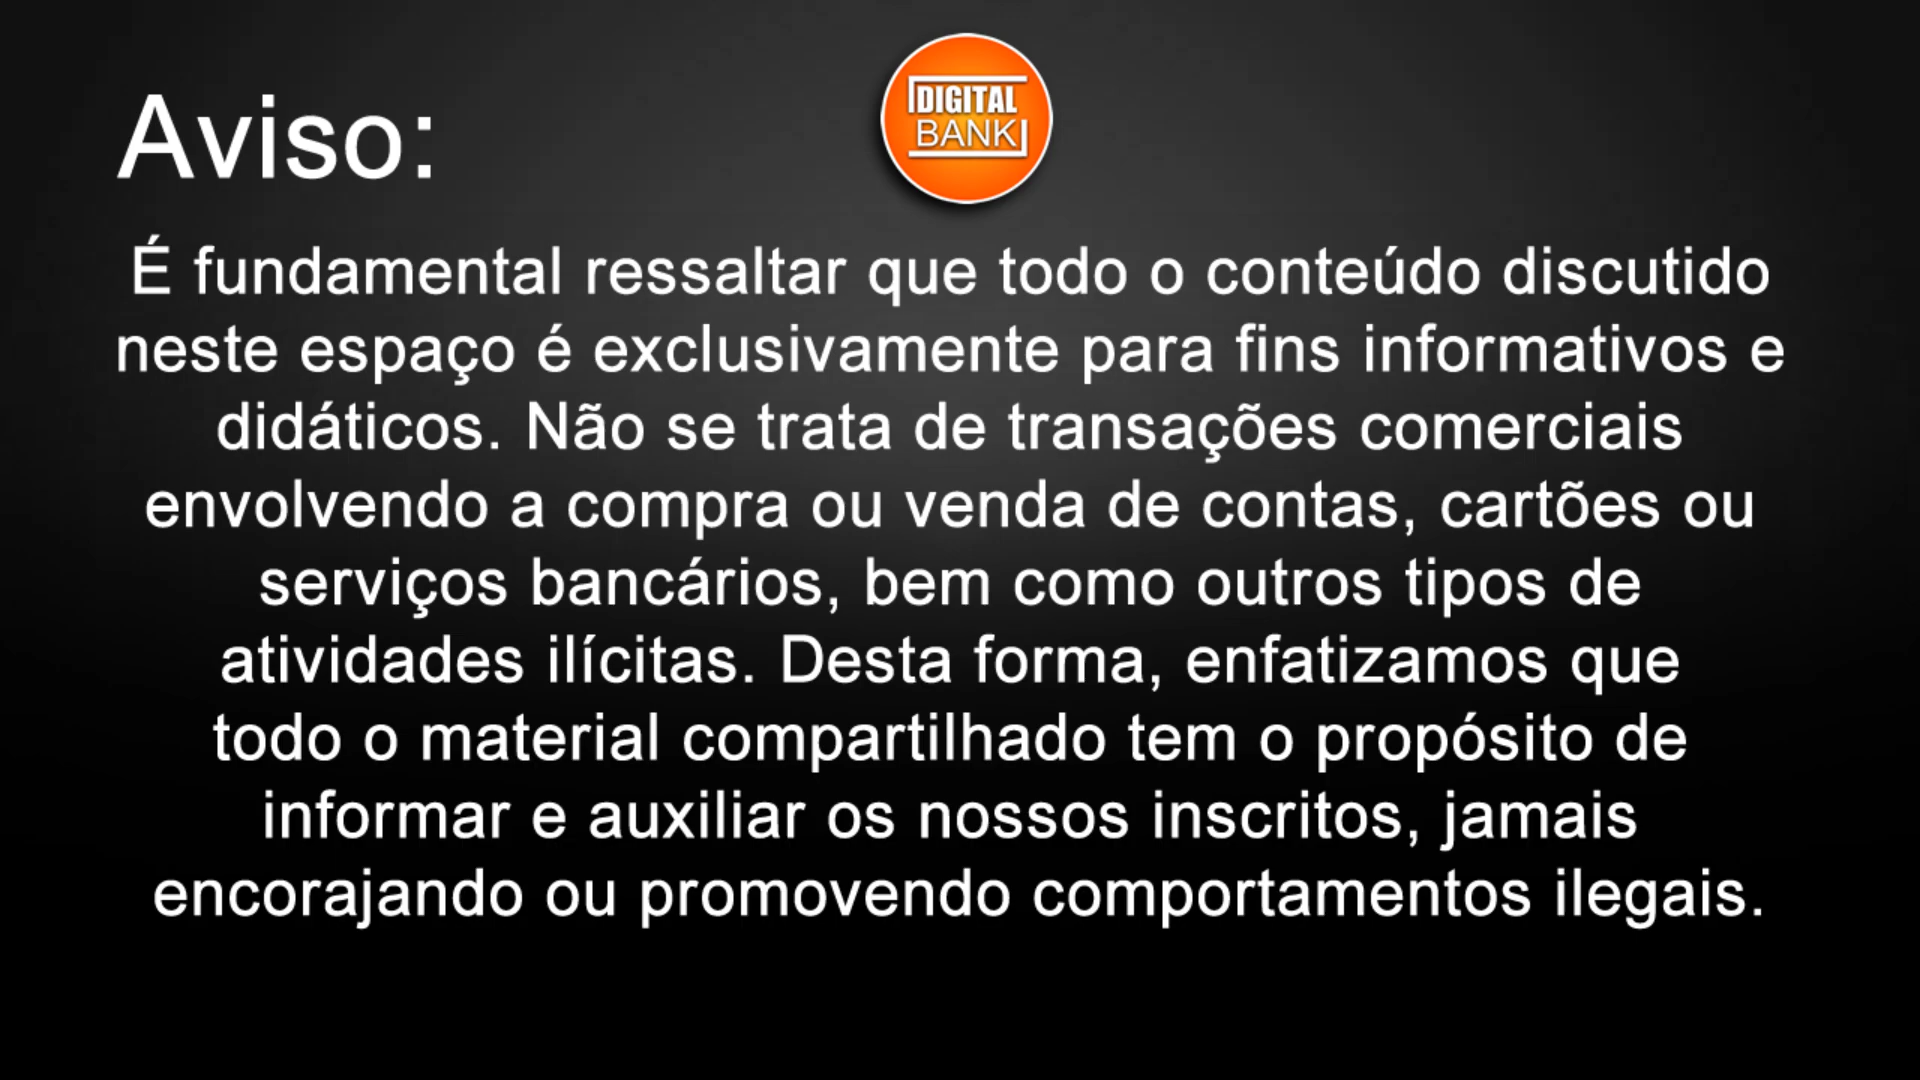 DIGITAL
BANK
Aviso:
É fundamental ressaltar que todo o conteúdo discutido
neste espaço é exclusivamente para fins informativos e
didáticos. Não se trata de transações comerciais
envolvendo a compra ou venda de contas, cartões ou
serviços bancários, bem como outros tipos de
atividades ilícitas. Desta forma, enfatizamos que
todo o material compartilhado tem o propósito de
informar e auxiliar os nossos inscritos, jamais
encorajando ou promovendo comportamentos ilegais.